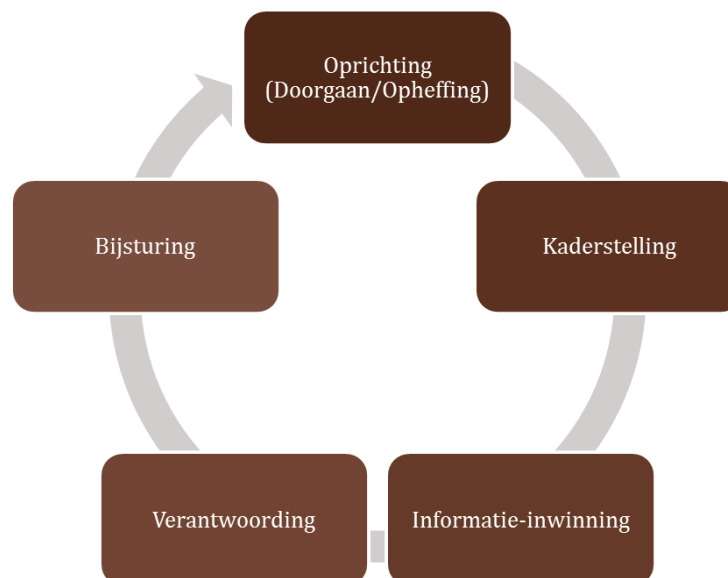 Oprichting
(Doorgaan/Opheffing)
Kaderstelling
Informatie-inwinning
Verantwoording
Bijsturing